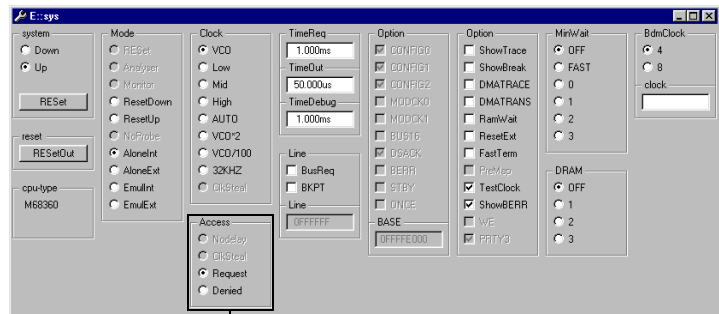 E::sys
system
Down
Up
RESet
reset
RESetOut
cpu-type
M68360
Mode
RESet
Analyser
Monitor
ResetDown
ResetUp
NoProbe
AloneInt
AloneExt
EmulInt
EmulExt
Clock
VCO
Low
Mid
High
AUTO
VCO*2
VCO/100
32KHZ
ClkSteal
Access
Nodelay
ClkSteal
Request
Denied
TimeReq
1.000ms
TimeOut
50.000us
TimeDebug
1.000ms
Line
BusReq
BKPT
Line
0FFFFFF
Option
CONFIG0
CONFIG1
CONFIG2
MODCK0
MODCK1
BUS16
DSACK
BERR
STBY
ONCE
BASE
0FFFFE000
Option
ShowTrace
ShowBreak
DMATRACE
DMATRANS
RamWait
ResetExt
FastTerm
PreMap
TestClock
ShowBERR
WE
PRTY3
MinWait
OFF
FAST
0
1
2
3
DRAM
OFF
1
2
3
BdmClock
4
8
clock